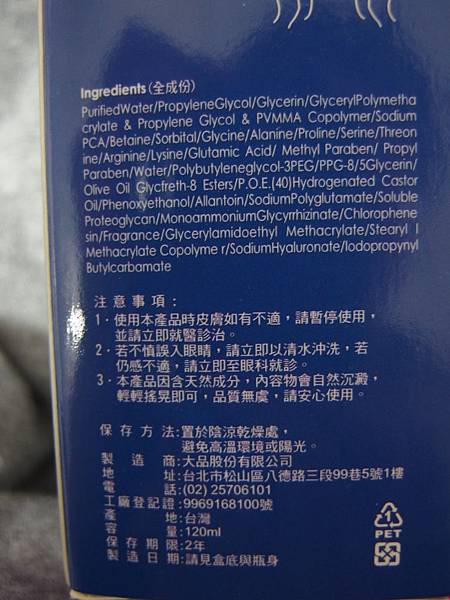 Ingredients(全成份)
PurifiedWater/PropyleneGlycol/Glycerin/GlycerylPolymetha
crylate & Propylene Glycol & PVMMA Copolymer/Sodium
PCA/Betaine/Sorbital/Glycine/Alanine/Proline/Serine/Threon
ine/Arginine/Lysine/Glutamic Acid/ Methyl Paraben/ Propyl
Paraben/Water/Polybutyleneglycol-3PEG/PPG-8/5Glycerin/
Olive Oil Glycfreth-8 Esters/P.O.E.(40)Hydrogenated Castor
Oil/Phenoxyethanol/Allantoin/SodiumPolyglutamate/Soluble
Proteoglycan/MonoammoniumGlycyrrhizinate/Chlorophene
sin/Fragrance/Glycerylamidoethyl Methacrylate/Stearyl l
Methacrylate Copolyme r/SodiumHyaluronate/Iodopropynyl
Butylcarbamate
注意事項:
1·使用本產品時皮膚如有不適,請暫停使用,
並請立即就醫診治。
2·若不慎誤入眼睛,請立即以清水沖洗,若
仍感不適,請立即至眼科就診。
3·本產品因含天然成分,內容物會自然沉澱,
輕輕搖晃即可,品質無虞,請安心使用。
保存方法:置於陰涼乾燥處,
避免高溫環境或陽光。
製造商:大品股份有限公司
地址:台北市松山區八德路三段99巷5號1樓
電話:(02) 25706101
工廠登記證:9969168100號
產地:台灣
容量:120ml
保存期限:2年
製造日期:請見盒底與瓶身
1
PET